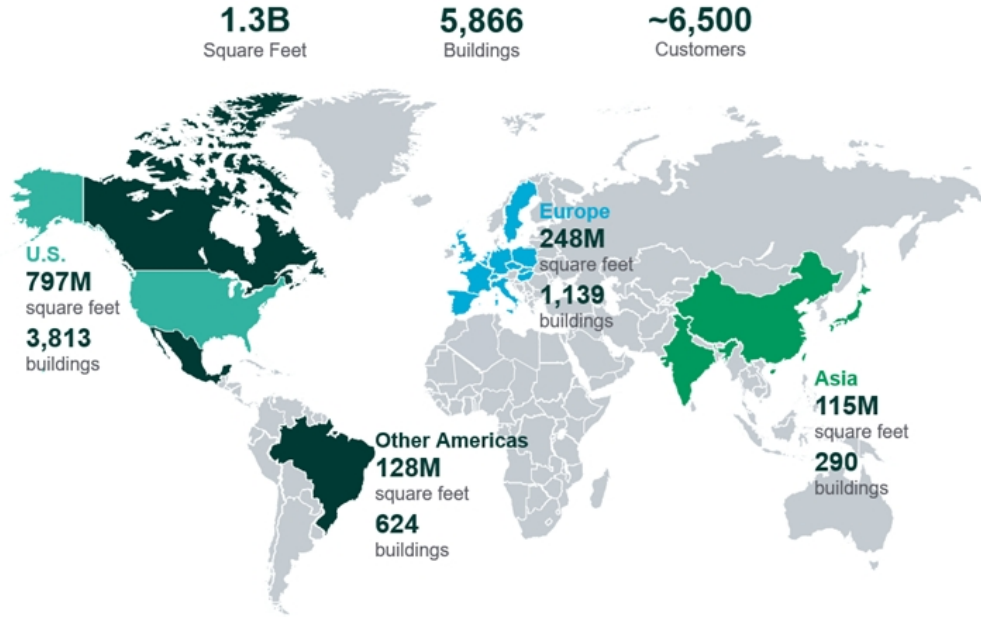 1.3B
Square Feet
5,866
Buildings
~6,500
Customers
U.S.
797M
square feet
3,813
buildings
Europe
248M
square feet
1,139
buildings
Other Americas
128M
square feet
624
buildings
Asia
115M
square feet
290
buildings